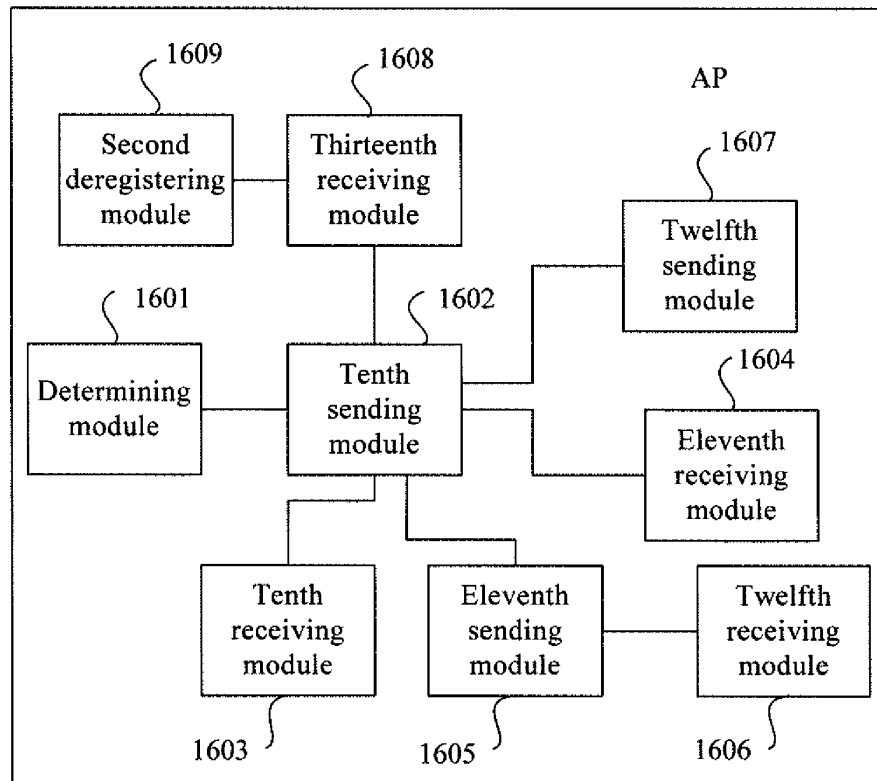 1609
1608
AP
Second
deregistering
module
Thirteenth
receiving
module
1607
Twelfth
sending
module
1601
1602
Determining
module
Tenth
sending
module
1604
Eleventh
receiving
module
Tenth
receiving
module
Eleventh
sending
module
Twelfth
receiving
module
1603
1605
1606